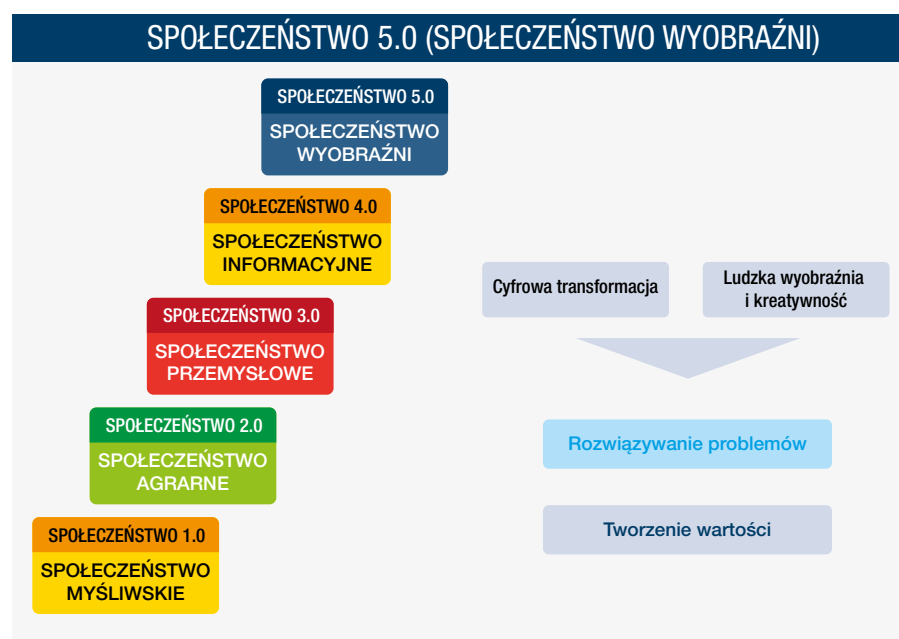 SPOŁECZEŃSTWO 5.0 (SPOŁECZEŃSTWO WYOBRAŹNI)
SPOŁECZEŃSTWO 5.0
SPOŁECZEŃSTWO
WYOBRAŹNI
SPOŁECZEŃSTWO 4.0
SPOŁECZEŃSTWO
INFORMACYJNE
SPOŁECZEŃSTWO 3.0
SPOŁECZEŃSTWO
PRZEMYSŁOWE
SPOŁECZEŃSTWO 2.0
SPOŁECZEŃSTWO
AGRARNE
SPOŁECZEŃSTWO 1.0
SPOŁECZEŃSTWO
MYŚLIWSKIE
Cyfrowa transformacja
Ludzka wyobraźnia
i kreatywność
Rozwiązywanie problemów
Tworzenie wartości